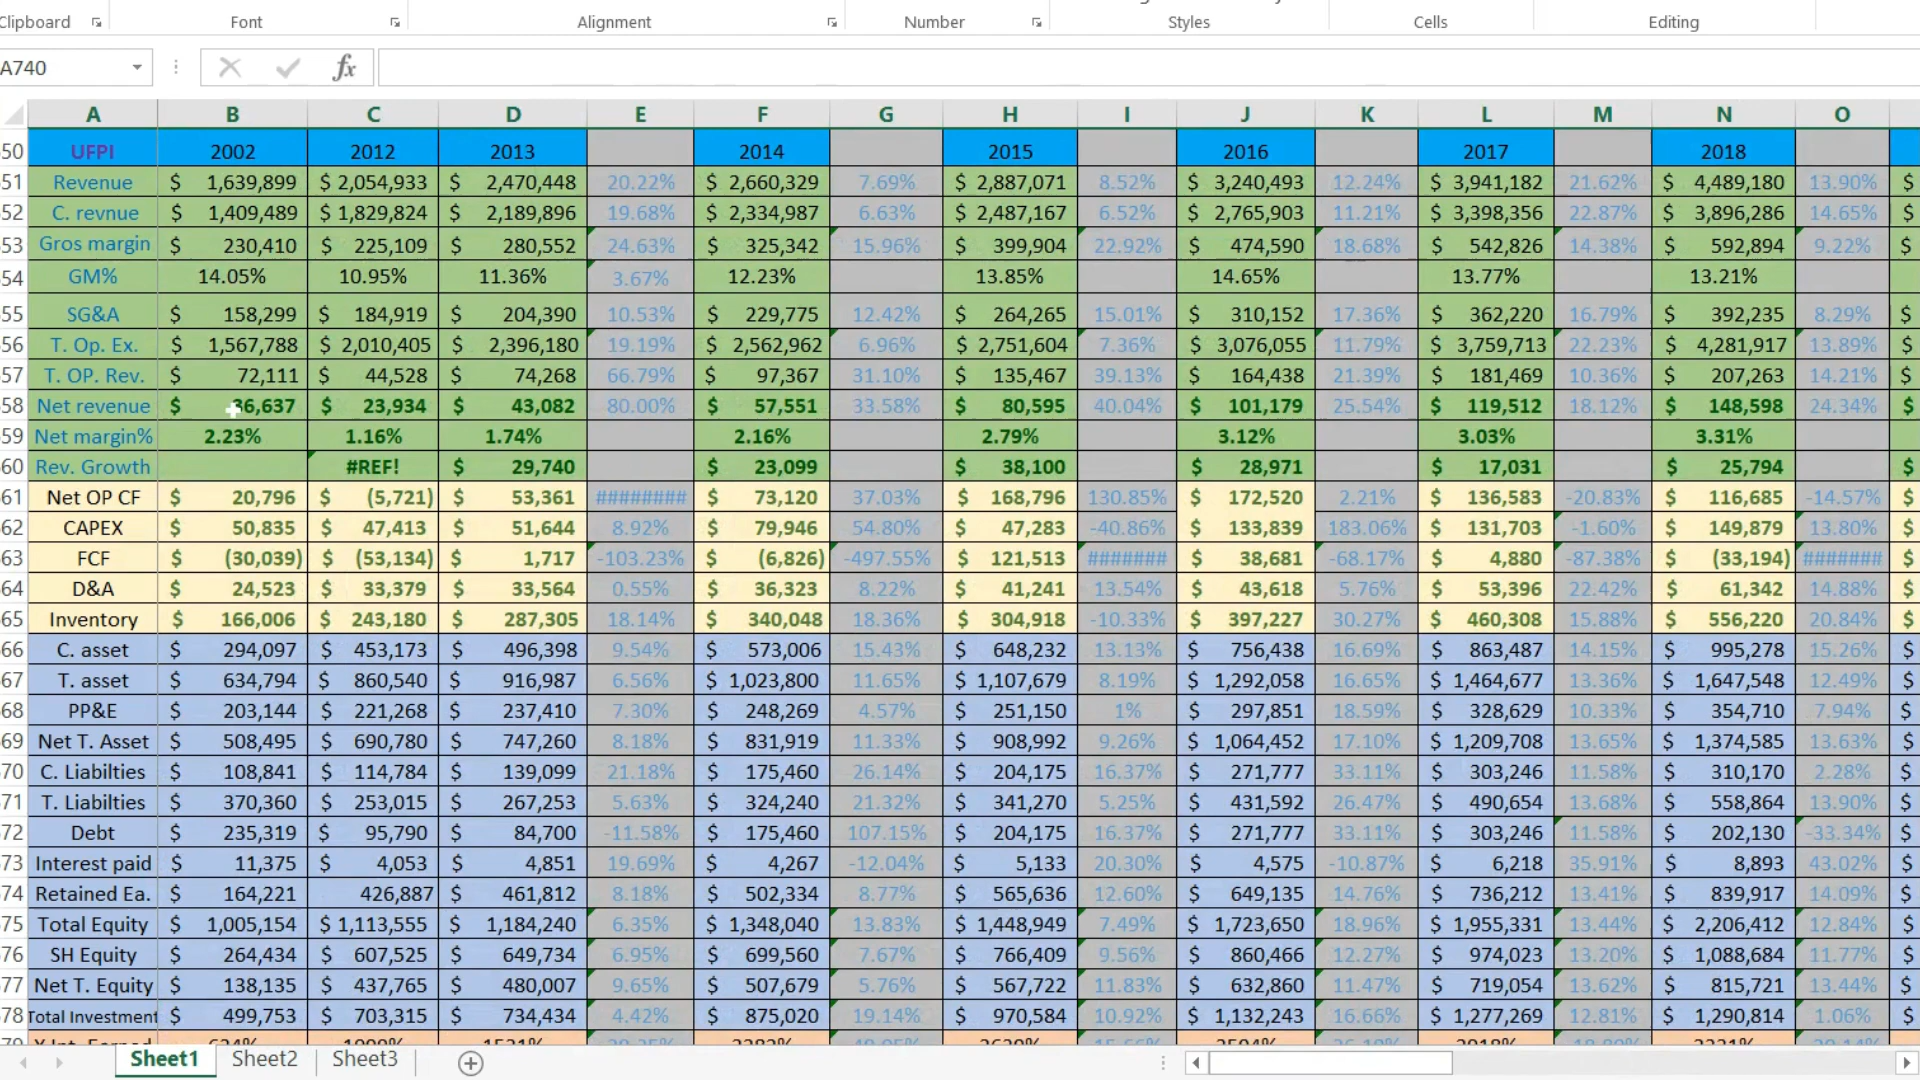 Clipboard Font Alignment Number Styles Cells Editing
A740 fx
A B C D E F G H I J K L M N O
50 UFPI 2002 2012 2013 2014 2015 2016 2017 2018
51 Revenue $ 1,639,899 $ 2,054,933 $ 2,470,448 20.22% $ 2,660,329 7.69% $ 2,887,071 8.52% $ 3,240,493 12.24% $ 3,941,182 21.62% $ 4,489,180 13.90% $
52 C. revnue $ 1,409,489 $ 1,829,824 $ 2,189,896 19.68% $ 2,334,987 6.63% $ 2,487,167 6.52% $ 2,765,903 11.21% $ 3,398,356 22.87% $ 3,896,286 14.65% $
53 Gros margin $ 230,410 $ 225,109 $ 280,552 24.63% $ 325,342 15.96% $ 399,904 22.92% $ 474,590 18.68% $ 542,826 14.38% $ 592,894 9.22% $
54 GM% 14.05% 10.95% 11.36% 3.67% 12.23% 13.85% 14.65% 13.77% 13.21%
55 SG&A $ 158,299 $ 184,919 $ 204,390 10.53% $ 229,775 12.42% $ 264,265 15.01% $ 310,152 17.36% $ 362,220 16.79% $ 392,235 8.29% $
56 T. Op. Ex. $ 1,567,788 $ 2,010,405 $ 2,396,180 19.19% $ 2,562,962 6.96% $ 2,751,604 7.36% $ 3,076,055 11.79% $ 3,759,713 22.23% $ 4,281,917 13.89% $
57 T. OP. Rev. $ 72,111 $ 44,528 $ 74,268 66.79% $ 97,367 31.10% $ 135,467 39.13% $ 164,438 21.39% $ 181,469 10.36% $ 207,263 14.21% $
58 Net revenue $ 36,637 $ 23,934 $ 43,082 80.00% $ 57,551 33.58% $ 80,595 40.04% $ 101,179 25.54% $ 119,512 18.12% $ 148,598 24.34% $
59 Net margin% 2.23% 1.16% 1.74% 2.16% 2.79% 3.12% 3.03% 3.31%
60 Rev. Growth #REF! $ 29,740 $ 23,099 $ 38,100 $ 28,971 $ 17,031 $ 25,794 $
61 Net OP CF $ 20,796 $ (5,721) $ 53,361 ######## $ 73,120 37.03% $ 168,796 130.85% $ 172,520 2.21% $ 136,583 -20.83% $ 116,685 -14.57% $
62 CAPEX $ 50,835 $ 47,413 $ 51,644 8.92% $ 79,946 54.80% $ 47,283 -40.86% $ 133,839 183.06% $ 131,703 -1.60% $ 149,879 13.80% $
63 FCF $ (30,039) $ (53,134) $ 1,717 -103.23% $ (6,826) -497.55% $ 121,513 ####### $ 38,681 -68.17% $ 4,880 -87.38% $ (33,194) ####### $
64 D&A $ 24,523 $ 33,379 $ 33,564 0.55% $ 36,323 8.22% $ 41,241 13.54% $ 43,618 5.76% $ 53,396 22.42% $ 61,342 14.88% $
65 Inventory $ 166,006 $ 243,180 $ 287,305 18.14% $ 340,048 18.36% $ 304,918 -10.33% $ 397,227 30.27% $ 460,308 15.88% $ 556,220 20.84% $
66 C. asset $ 294,097 $ 453,173 $ 496,398 9.54% $ 573,006 15.43% $ 648,232 13.13% $ 756,438 16.69% $ 863,487 14.15% $ 995,278 15.26% $
67 T. asset $ 634,794 $ 860,540 $ 916,987 6.56% $ 1,023,800 11.65% $ 1,107,679 8.19% $ 1,292,058 16.65% $ 1,464,677 13.36% $ 1,647,548 12.49% $
68 PP&E $ 203,144 $ 221,268 $ 237,410 7.30% $ 248,269 4.57% $ 251,150 1% $ 297,851 18.59% $ 328,629 10.33% $ 354,710 7.94% $
69 Net T. Asset $ 508,495 $ 690,780 $ 747,260 8.18% $ 831,919 11.33% $ 908,992 9.26% $ 1,064,452 17.10% $ 1,209,708 13.65% $ 1,374,585 13.63% $
70 C. Liabilties $ 108,841 $ 114,784 $ 139,099 21.18% $ 175,460 26.14% $ 204,175 16.37% $ 271,777 33.11% $ 303,246 11.58% $ 310,170 2.28% $
71 T. Liabilties $ 370,360 $ 253,015 $ 267,253 5.63% $ 324,240 21.32% $ 341,270 5.25% $ 431,592 26.47% $ 490,654 13.68% $ 558,864 13.90% $
72 Debt $ 235,319 $ 95,790 $ 84,700 -11.58% $ 175,460 107.15% $ 204,175 16.37% $ 271,777 33.11% $ 303,246 11.58% $ 202,130 -33.34% $
73 Interest paid $ 11,375 $ 4,053 $ 4,851 19.69% $ 4,267 -12.04% $ 5,133 20.30% $ 4,575 -10.87% $ 6,218 35.91% $ 8,893 43.02% $
74 Retained Ea. $ 164,221 426,887 $ 461,812 8.18% $ 502,334 8.77% $ 565,636 12.60% $ 649,135 14.76% $ 736,212 13.41% $ 839,917 14.09% $
75 Total Equity $ 1,005,154 $ 1,113,555 $ 1,184,240 6.35% $ 1,348,040 13.83% $ 1,448,949 7.49% $ 1,723,650 18.96% $ 1,955,331 13.44% $ 2,206,412 12.84% $
76 SH Equity $ 264,434 $ 607,525 $ 649,734 6.95% $ 699,560 7.67% $ 766,409 9.56% $ 860,466 12.27% $ 974,023 13.20% $ 1,088,684 11.77% $
77 Net T. Equity $ 138,135 $ 437,765 $ 480,007 9.65% $ 507,679 5.76% $ 567,722 11.83% $ 632,860 11.47% $ 719,054 13.62% $ 815,721 13.44% $
78 Total Investment $ 499,753 $ 703,315 $ 734,434 4.42% $ 875,020 19.14% $ 970,584 10.92% $ 1,132,243 16.66% $ 1,277,269 12.81% $ 1,290,814 1.06% $
Sheet1 Sheet2 Sheet3